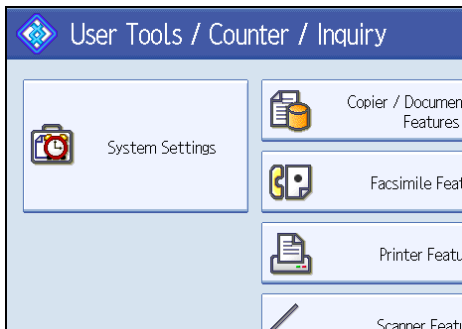 User Tools / Counter / Inquiry
System Settings
Copier / Documen
Features
Facsimile Feat
Printer Featu
Scanner Featu